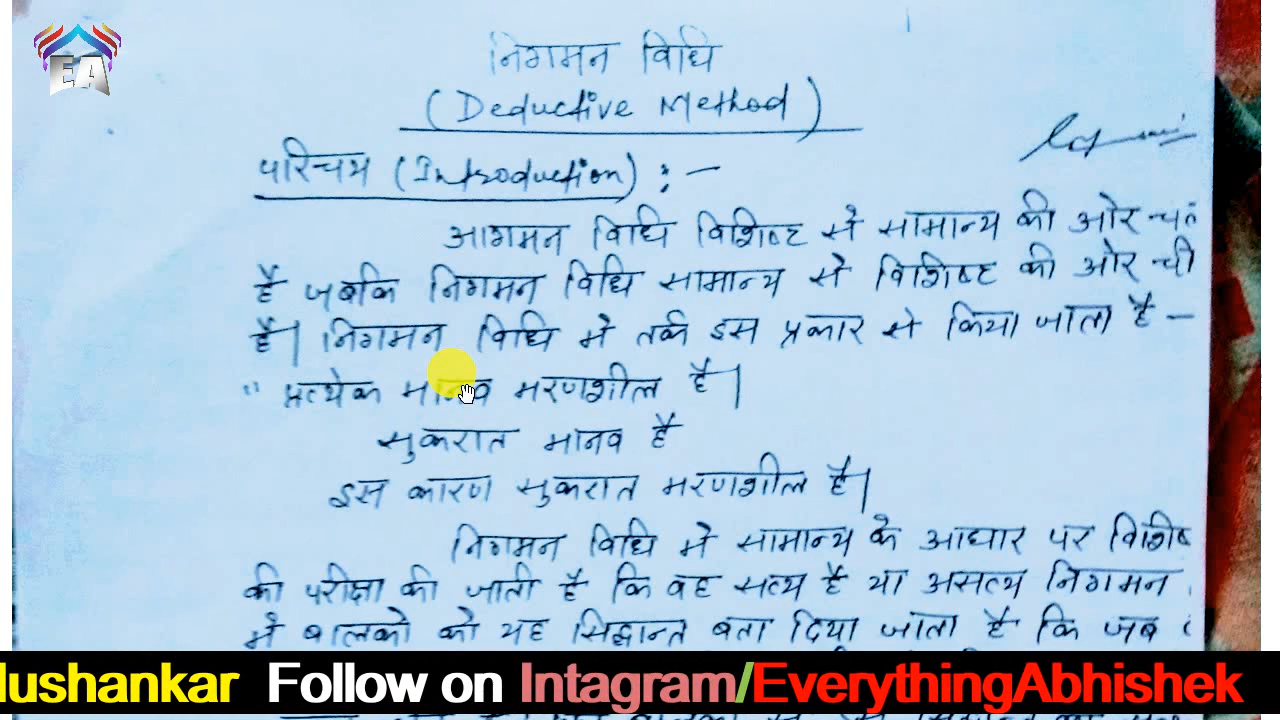 EA
निगमन विधि
(Deductive Method)
परिचय (Introduction) : –
आगमन विधि विशिष्ट से सामान्य की ओर
है जबकि निगमन विधि सामान्य से विशिष्ट की ओर
है। निगमन विधि में तर्क इस प्रकार से किया जाता है –
" प्रत्येक मानव मरणशील है।
सुकरात मानव है
इस कारण सुकरात मरणशील है।
निगमन विधि में सामान्य के आधार पर
की परीक्षा की जाती है कि वह सत्य है या असत्य निगमन
में बालको को यह सिद्धान्त बता दिया जाता है कि जब
lushankar Follow on Intagram/EverythingAbhishek